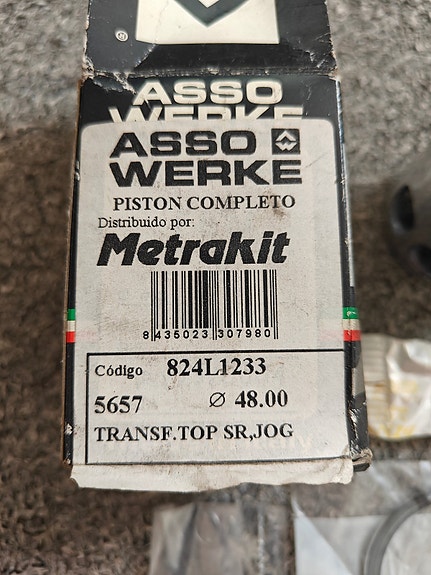 ®
ASSO
WERKE
ASSO
WERKE
PISTON COMPLETO
Distribuido por:
Metrakit
8 435023 307980
Código 824L1233
5657 ⌀ 48.00
TRANSF.TOP SR,JOG